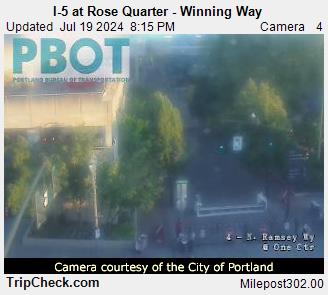 I-5 at Rose Quarter - Winning Way
Updated Jul 19 2024 8:15 PM Camera 4
PBOT
PORTLAND BUREAU OF TRANSPORTATION
4 - N. Ramsey Wy
@ One Ctr
Camera courtesy of the City of Portland
TripCheck.com Milepost302.00